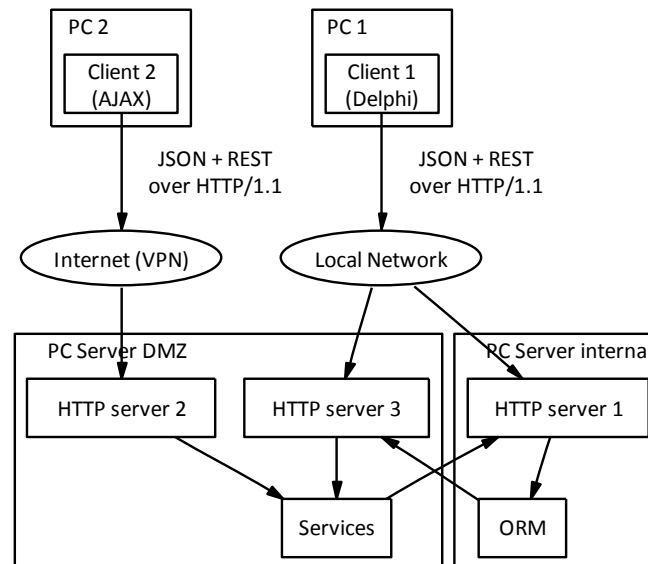 PC 2
PC 1
Client 2
(AJAX)
Client 1
(Delphi)
JSON + REST
over HTTP/1.1
JSON + REST
over HTTP/1.1
Internet (VPN)
Local Network
PC Server DMZ
PC Server interna
HTTP server 2
HTTP server 3
HTTP server 1
Services
ORM